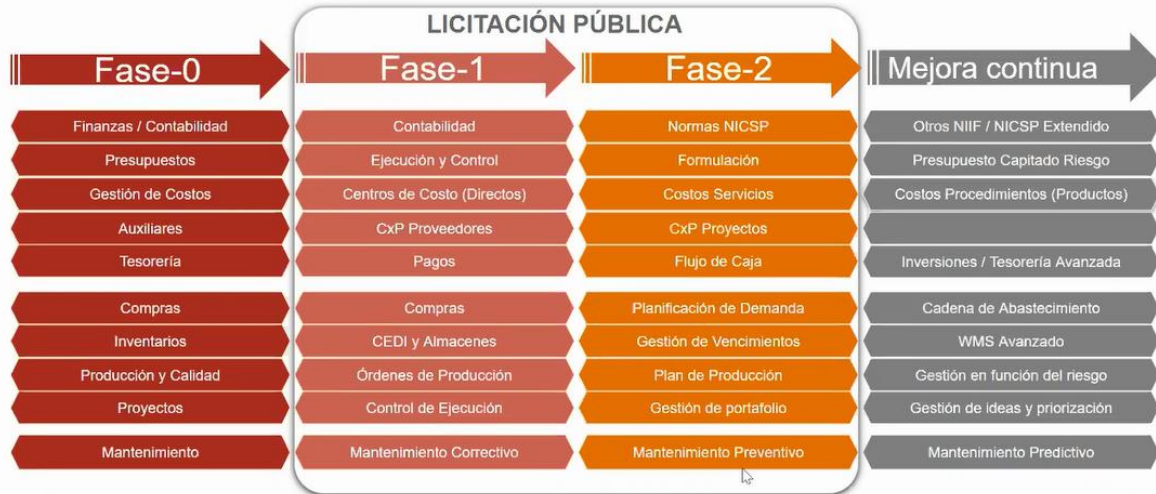 LICITACIÓN PÚBLICA
Fase-0
Fase-1
Fase-2
Mejora continua
Finanzas / Contabilidad
Contabilidad
Normas NICSP
Otros NIIF / NICSP Extendido
Presupuestos
Ejecución y Control
Formulación
Presupuesto Capitado Riesgo
Gestión de Costos
Centros de Costo (Directos)
Costos Servicios
Costos Procedimientos (Productos)
Auxiliares
CxP Proveedores
CxP Proyectos
Tesorería
Pagos
Flujo de Caja
Inversiones / Tesorería Avanzada
Compras
Compras
Planificación de Demanda
Cadena de Abastecimiento
Inventarios
CEDI y Almacenes
Gestión de Vencimientos
WMS Avanzado
Producción y Calidad
Órdenes de Producción
Plan de Producción
Gestión en función del riesgo
Proyectos
Control de Ejecución
Gestión de portafolio
Gestión de ideas y priorización
Mantenimiento
Mantenimiento Correctivo
Mantenimiento Preventivo
Mantenimiento Predictivo